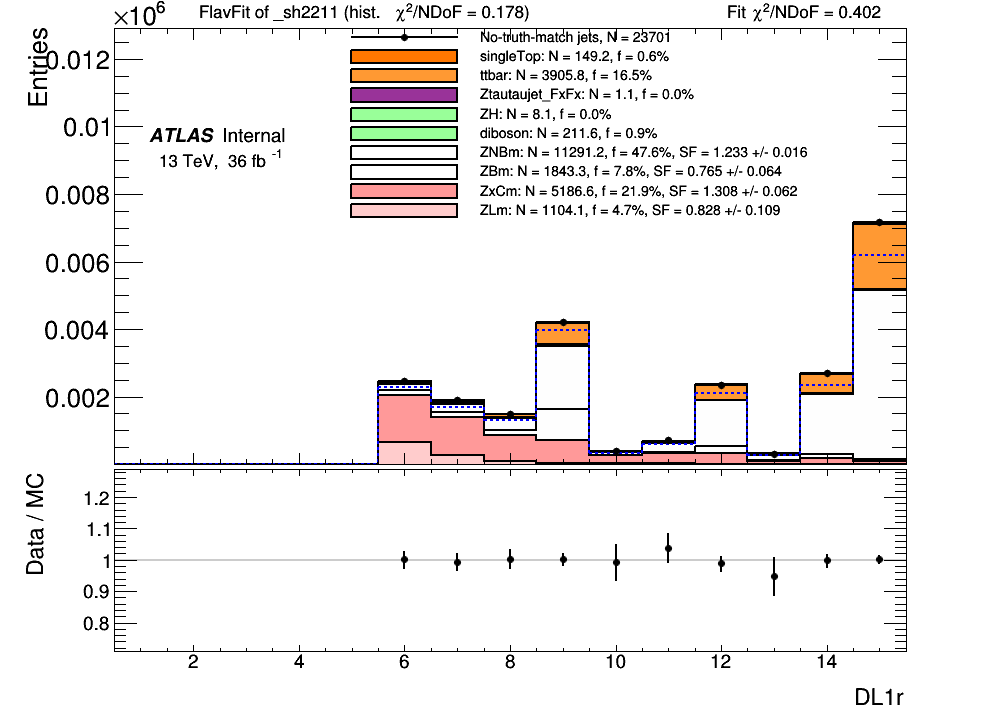 ×10⁶ FlavFit of _sh2211 (hist. χ²/NDoF = 0.178) Fit χ²/NDoF = 0.402
Entries
0.012
0.01
0.008
0.006
0.004
0.002
ATLAS Internal
13 TeV, 36 fb⁻¹
No-truth-match jets, N = 23701
singleTop: N = 149.2, f = 0.6%
ttbar: N = 3905.8, f = 16.5%
Ztautaujet_FxFx: N = 1.1, f = 0.0%
ZH: N = 8.1, f = 0.0%
diboson: N = 211.6, f = 0.9%
ZNBm: N = 11291.2, f = 47.6%, SF = 1.233 +/- 0.016
ZBm: N = 1843.3, f = 7.8%, SF = 0.765 +/- 0.064
ZxCm: N = 5186.6, f = 21.9%, SF = 1.308 +/- 0.062
ZLm: N = 1104.1, f = 4.7%, SF = 0.828 +/- 0.109
Data / MC
1.2
1.1
1
0.9
0.8
2 4 6 8 10 12 14
DL1r